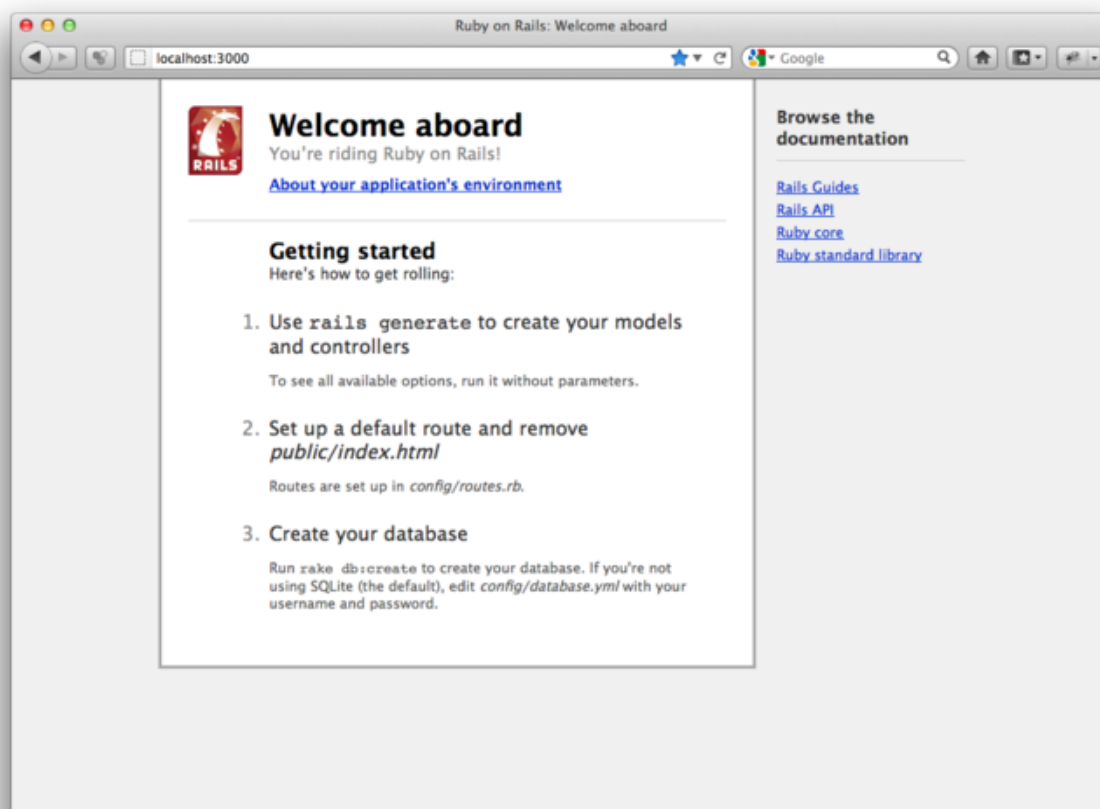 Ruby on Rails: Welcome aboard
localhost:3000
Google
RAILS
Welcome aboard
You're riding Ruby on Rails!
About your application's environment
Getting started
Here's how to get rolling:
1. Use rails generate to create your models
and controllers
To see all available options, run it without parameters.
2. Set up a default route and remove
public/index.html
Routes are set up in config/routes.rb.
3. Create your database
Run rake db:create to create your database. If you're not
using SQLite (the default), edit config/database.yml with your
username and password.
Browse the
documentation
Rails Guides
Rails API
Ruby core
Ruby standard library